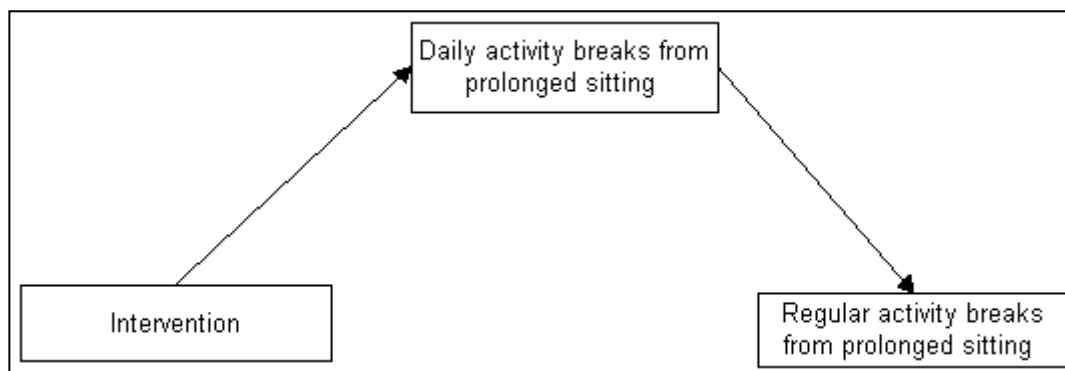 Daily activity breaks from
prolonged sitting
Intervention
Regular activity breaks
from prolonged sitting